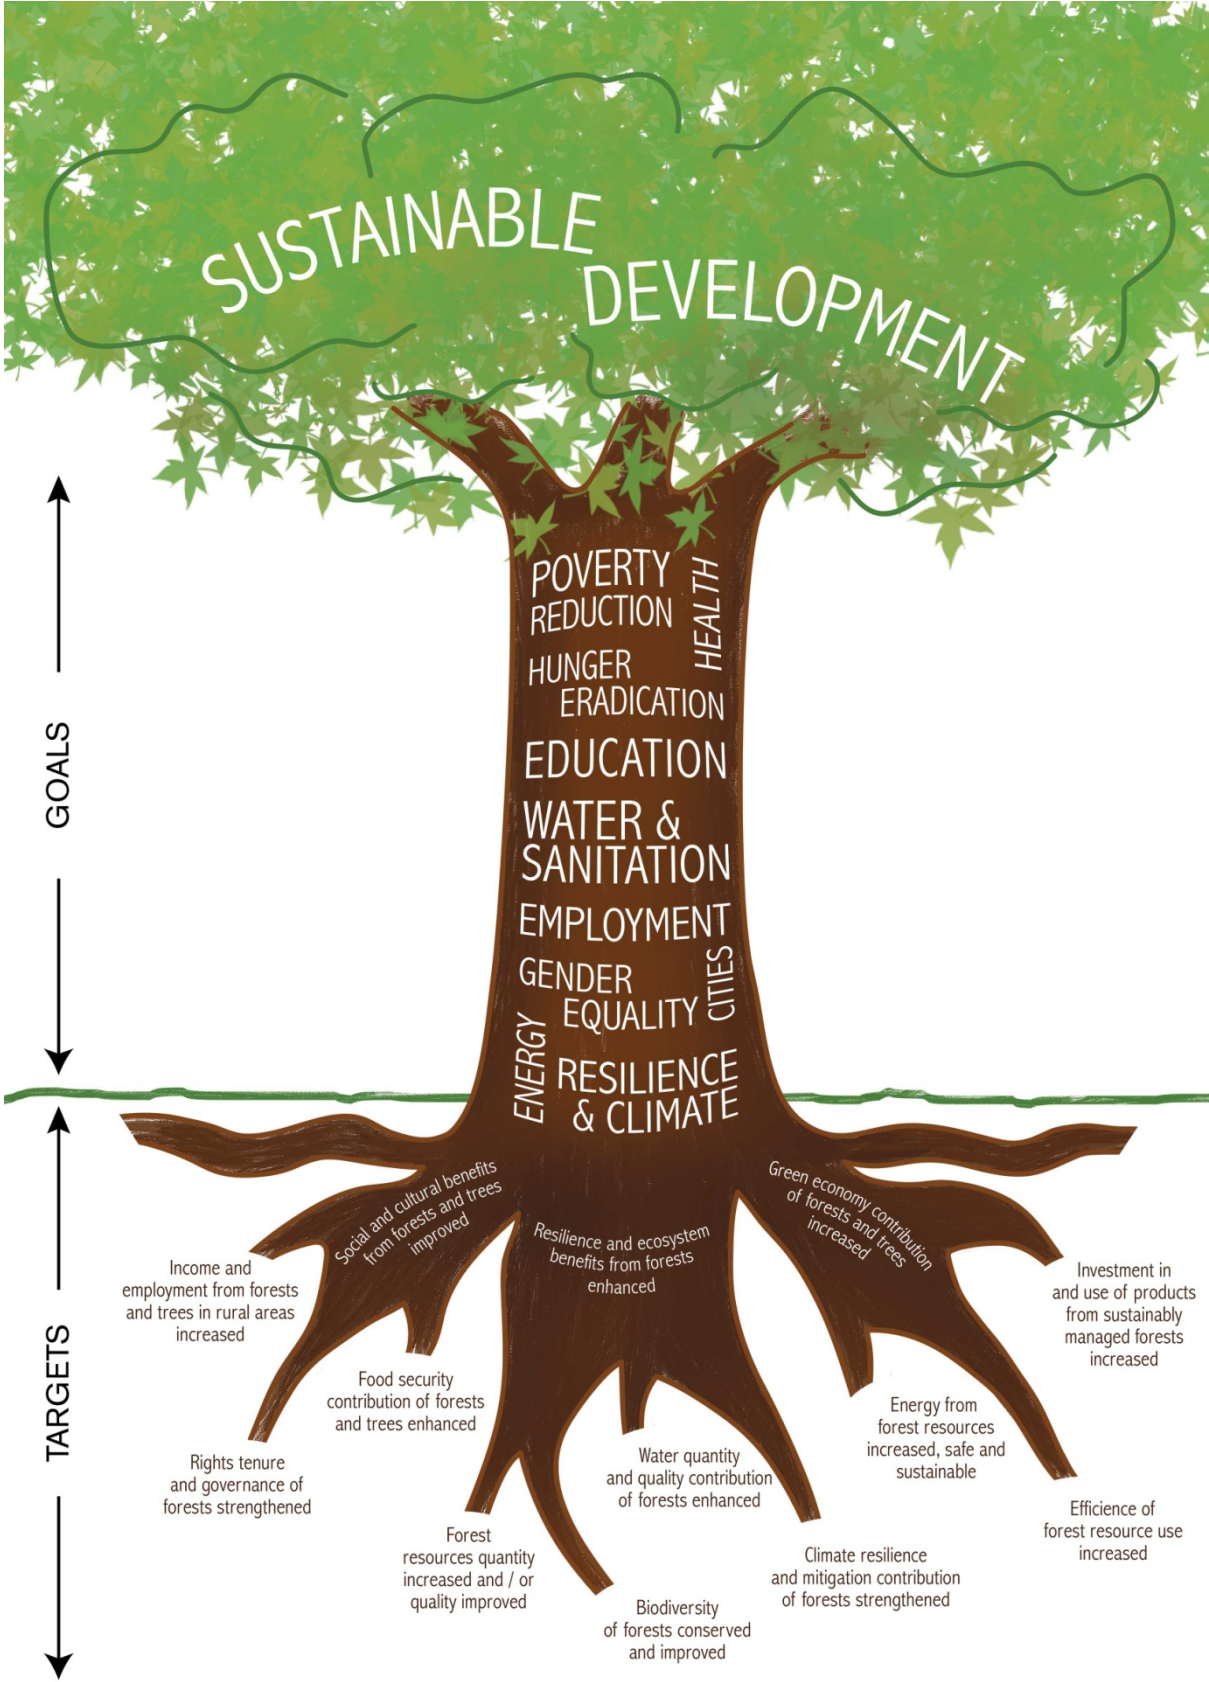 SUSTAINABLE
DEVELOPMENT
GOALS
POVERTY
REDUCTION
HEALTH
HUNGER
ERADICATION
EDUCATION
WATER &
SANITATION
EMPLOYMENT
GENDER
EQUALITY
CITIES
ENERGY
RESILIENCE
& CLIMATE
TARGETS
Social and cultural benefits
from forests and trees
improved
Resilience and ecosystem
benefits from forests
enhanced
Green economy contribution
of forests and trees
increased
Income and
employment from forests
and trees in rural areas
increased
Food security
contribution of forests
and trees enhanced
Rights tenure
and governance of
forests strengthened
Forest
resources quantity
increased and / or
quality improved
Water quantity
and quality contribution
of forests enhanced
Biodiversity
of forests conserved
and improved
Climate resilience
and mitigation contribution
of forests strengthened
Energy from
forest resources
increased, safe and
sustainable
Investment in
and use of products
from sustainably
managed forests
increased
Efficience of
forest resource use
increased